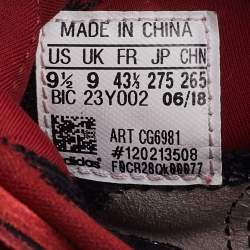 MADE IN CHINA
US UK FR JP CHN
9½ 9 43⅓ 275 265
BIC 23Y002 06/18
ART CG6981
#120213508
adidas F0CR28Qk00077